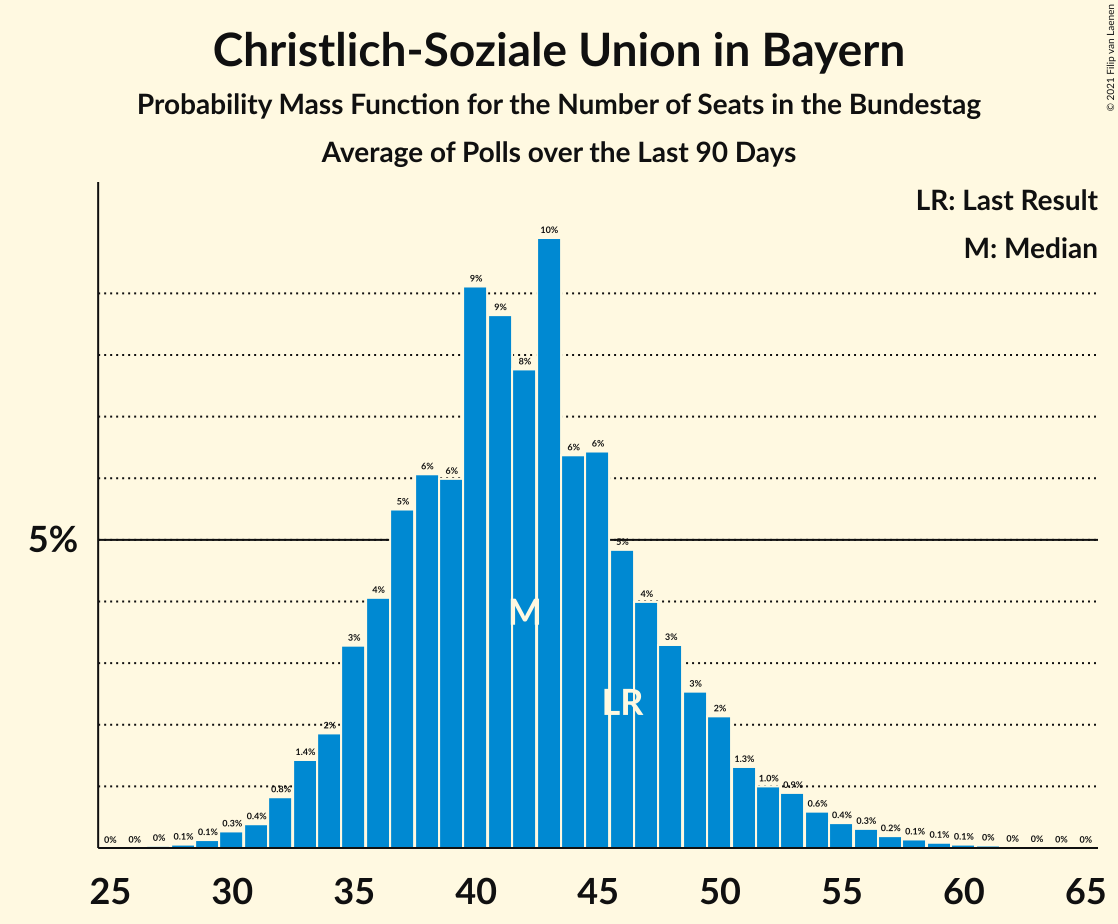 Christlich-Soziale Union in Bayern
Probability Mass Function for the Number of Seats in the Bundestag
Average of Polls over the Last 90 Days
© 2021 Filip van Laenen
LR: Last Result
M: Median
5%
0% 0% 0% 0.1% 0.1% 0.3% 0.4% 0.8% 1.4% 2% 3% 4% 5% 6% 6% 9% 9% 8% 10% 6% 6% 5% 4% 3% 3% 2% 1.3% 1.0% 0.9% 0.6% 0.4% 0.3% 0.2% 0.1% 0.1% 0.1% 0% 0% 0% 0% 0%
M
LR
25 30 35 40 45 50 55 60 65